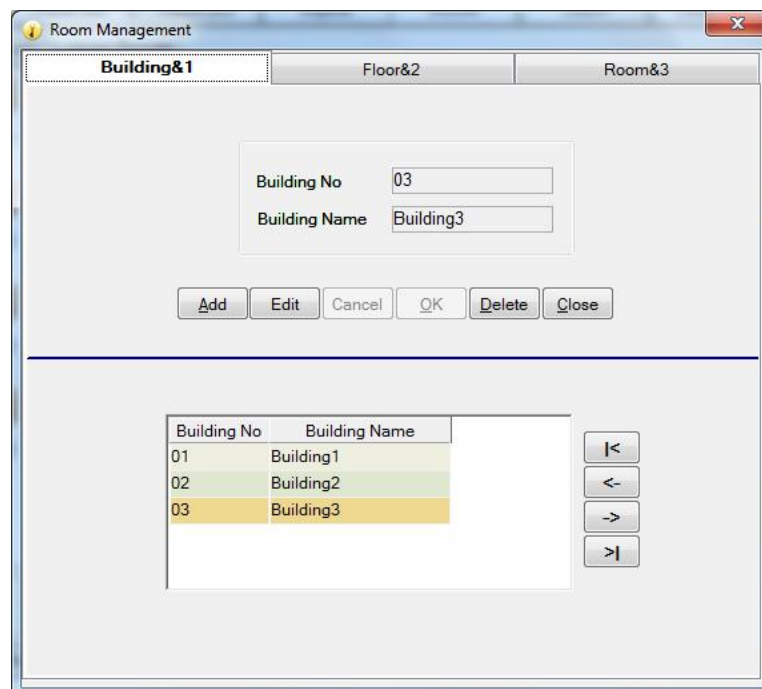 Room Management
X
Building&1 Floor&2 Room&3
Building No 03
Building Name Building3
Add Edit Cancel OK Delete Close
Building No Building Name
01 Building1
02 Building2
03 Building3
|<
<-
->
>|